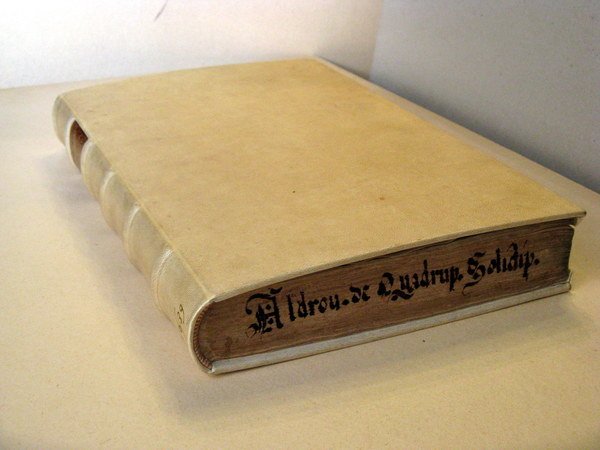 Aldrou. de Quadrup. Solidip.